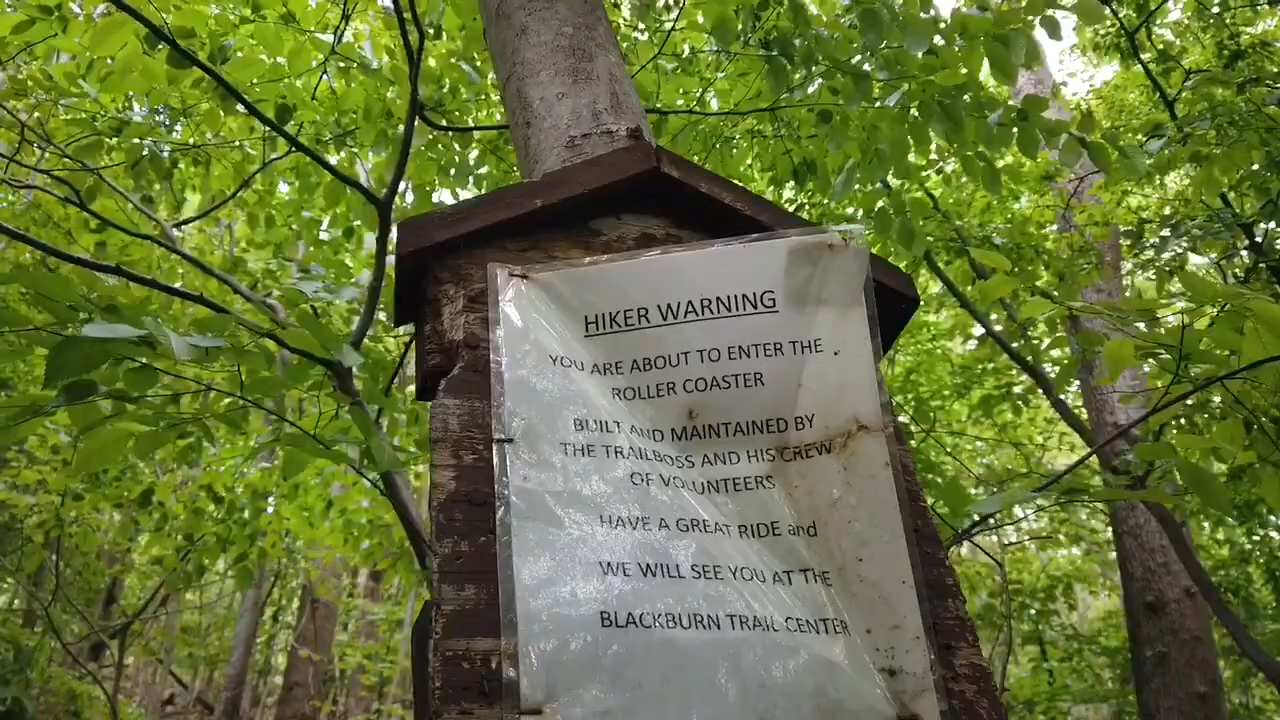 HIKER WARNING
YOU ARE ABOUT TO ENTER THE
ROLLER COASTER
BUILT AND MAINTAINED BY
THE TRAILBOSS AND HIS CREW
OF VOLUNTEERS
HAVE A GREAT RIDE and
WE WILL SEE YOU AT THE
BLACKBURN TRAIL CENTER